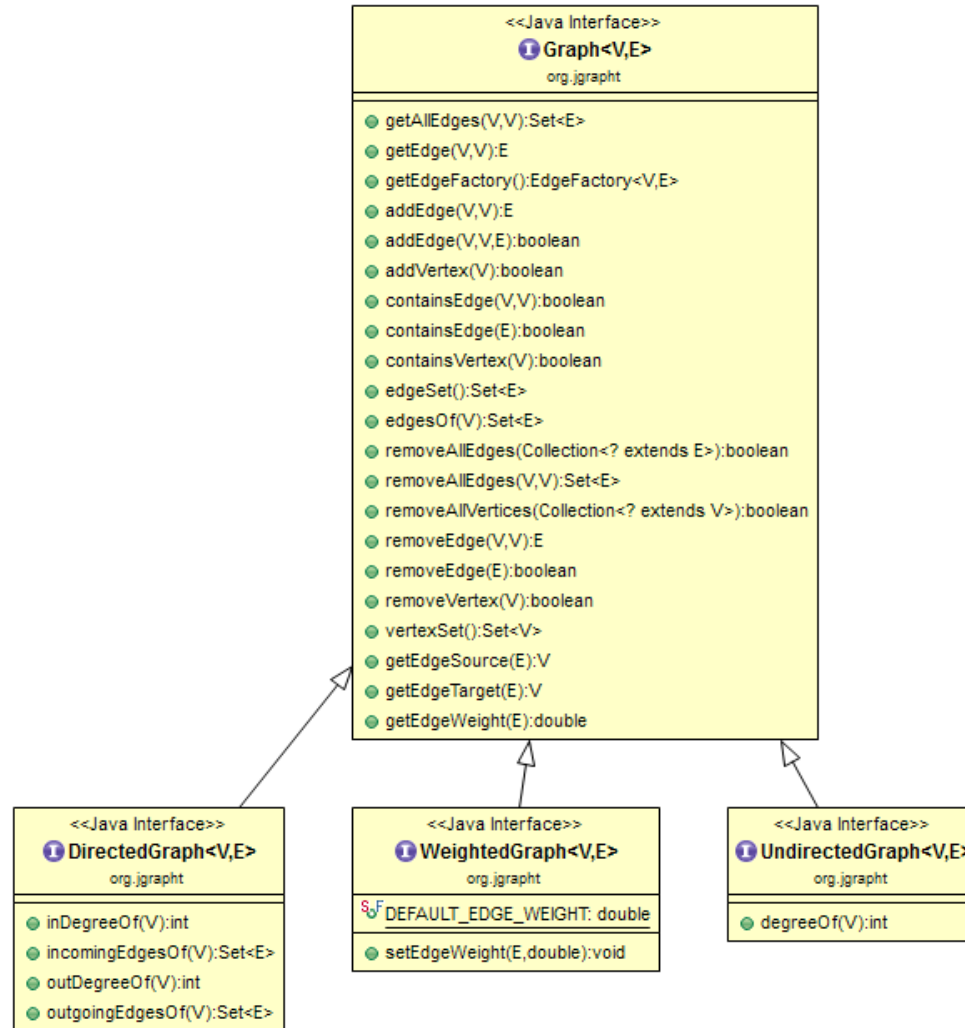 <<Java Interface>>
I Graph<V,E>
org.jgrapht
getAllEdges(V,V):Set<E>
getEdge(V,V):E
getEdgeFactory():EdgeFactory<V,E>
addEdge(V,V):E
addEdge(V,V,E):boolean
addVertex(V):boolean
containsEdge(V,V):boolean
containsEdge(E):boolean
containsVertex(V):boolean
edgeSet():Set<E>
edgesOf(V):Set<E>
removeAllEdges(Collection<? extends E>):boolean
removeAllEdges(V,V):Set<E>
removeAllVertices(Collection<? extends V>):boolean
removeEdge(V,V):E
removeEdge(E):boolean
removeVertex(V):boolean
vertexSet():Set<V>
getEdgeSource(E):V
getEdgeTarget(E):V
getEdgeWeight(E):double
<<Java Interface>>
I DirectedGraph<V,E>
org.jgrapht
inDegreeOf(V):int
incomingEdgesOf(V):Set<E>
outDegreeOf(V):int
outgoingEdgesOf(V):Set<E>
<<Java Interface>>
I WeightedGraph<V,E>
org.jgrapht
S F DEFAULT_EDGE_WEIGHT: double
setEdgeWeight(E,double):void
<<Java Interface>>
I UndirectedGraph<V,E>
org.jgrapht
degreeOf(V):int